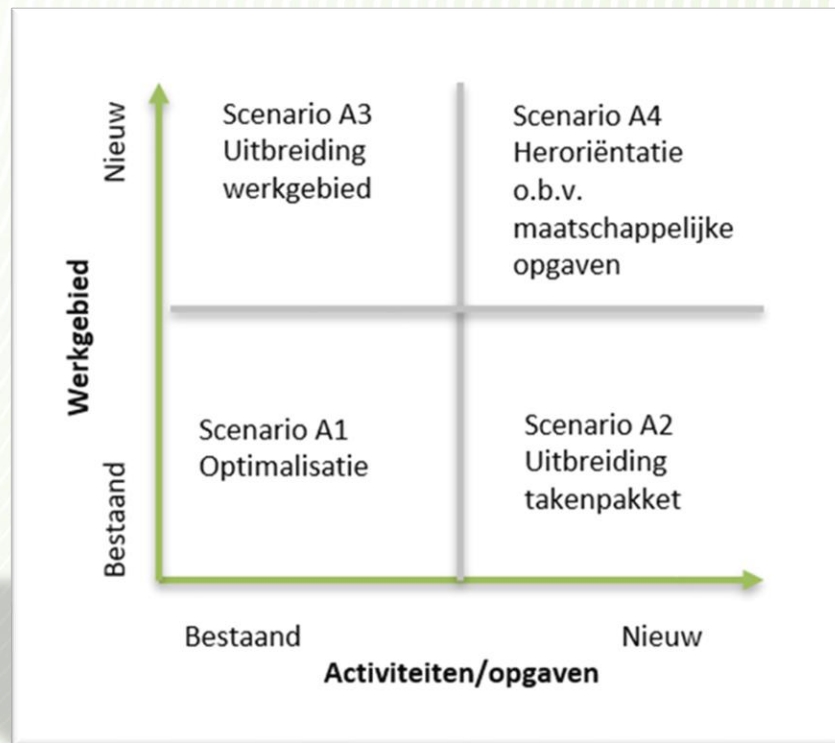 Nieuw
Scenario A3
Uitbreiding
werkgebied
Scenario A4
Heroriëntatie
o.b.v.
maatschappelijke
opgaven
Werkgebied
Bestaand
Scenario A1
Optimalisatie
Scenario A2
Uitbreiding
takenpakket
Bestaand
Nieuw
Activiteiten/opgaven